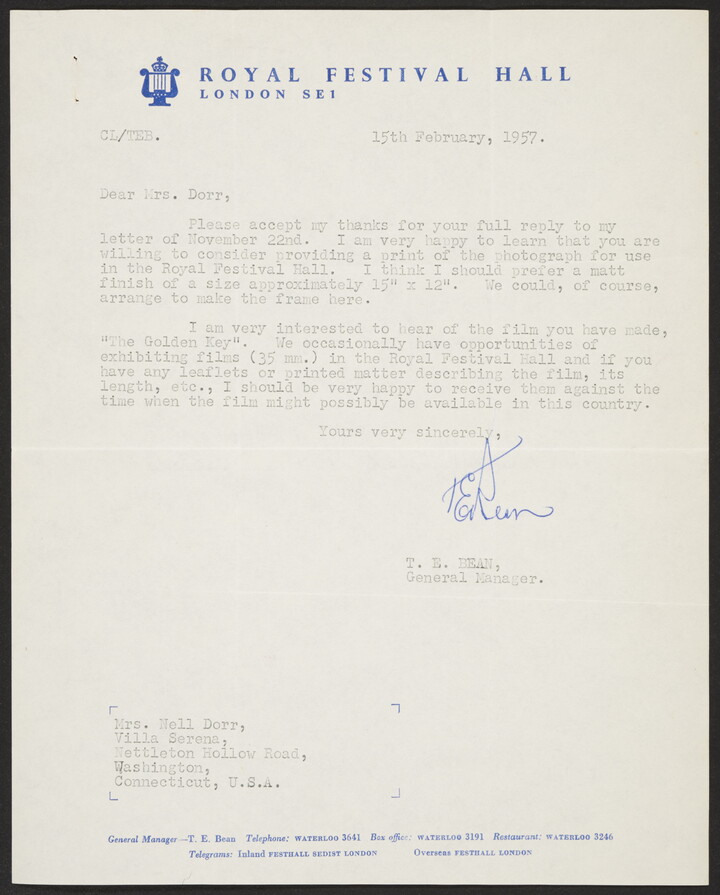 ROYAL FESTIVAL HALL
LONDON SE1
CL/TEB.
15th February, 1957.
Dear Mrs. Dorr,
Please accept my thanks for your full reply to my
letter of November 22nd. I am very happy to learn that you are
willing to consider providing a print of the photograph for use
in the Royal Festival Hall. I think I should prefer a matt
finish of a size approximately 15" x 12". We could, of course,
arrange to make the frame here.
I am very interested to hear of the film you have made,
"The Golden Key". We occasionally have opportunities of
exhibiting films (35 mm.) in the Royal Festival Hall and if you
have any leaflets or printed matter describing the film, its
length, etc., I should be very happy to receive them against the
time when the film might possibly be available in this country.
Yours very sincerely,
TEBean
T. E. BEAN,
General Manager.
Mrs. Nell Dorr,
Villa Serena,
Nettleton Hollow Road,
Washington,
Connecticut, U.S.A.
General Manager—T. E. Bean Telephone: WATERLOO 3641 Box office: WATERLOO 3191 Restaurant: WATERLOO 3246
Telegrams: Inland FESTHALL SEDIST LONDON Overseas FESTHALL LONDON